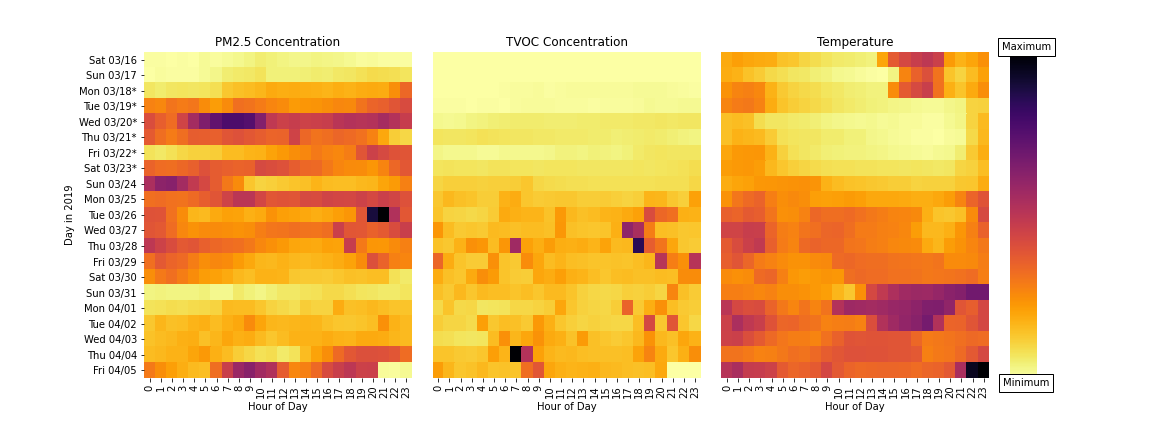 PM2.5 Concentration
TVOC Concentration
Temperature
Maximum
Day in 2019
Sat 03/16
Sun 03/17
Mon 03/18*
Tue 03/19*
Wed 03/20*
Thu 03/21*
Fri 03/22*
Sat 03/23*
Sun 03/24
Mon 03/25
Tue 03/26
Wed 03/27
Thu 03/28
Fri 03/29
Sat 03/30
Sun 03/31
Mon 04/01
Tue 04/02
Wed 04/03
Thu 04/04
Fri 04/05
Minimum
0 1 2 3 4 5 6 7 8 9 10 11 12 13 14 15 16 17 18 19 20 21 22 23
0 1 2 3 4 5 6 7 8 9 10 11 12 13 14 15 16 17 18 19 20 21 22 23
0 1 2 3 4 5 6 7 8 9 10 11 12 13 14 15 16 17 18 19 20 21 22 23
Hour of Day
Hour of Day
Hour of Day